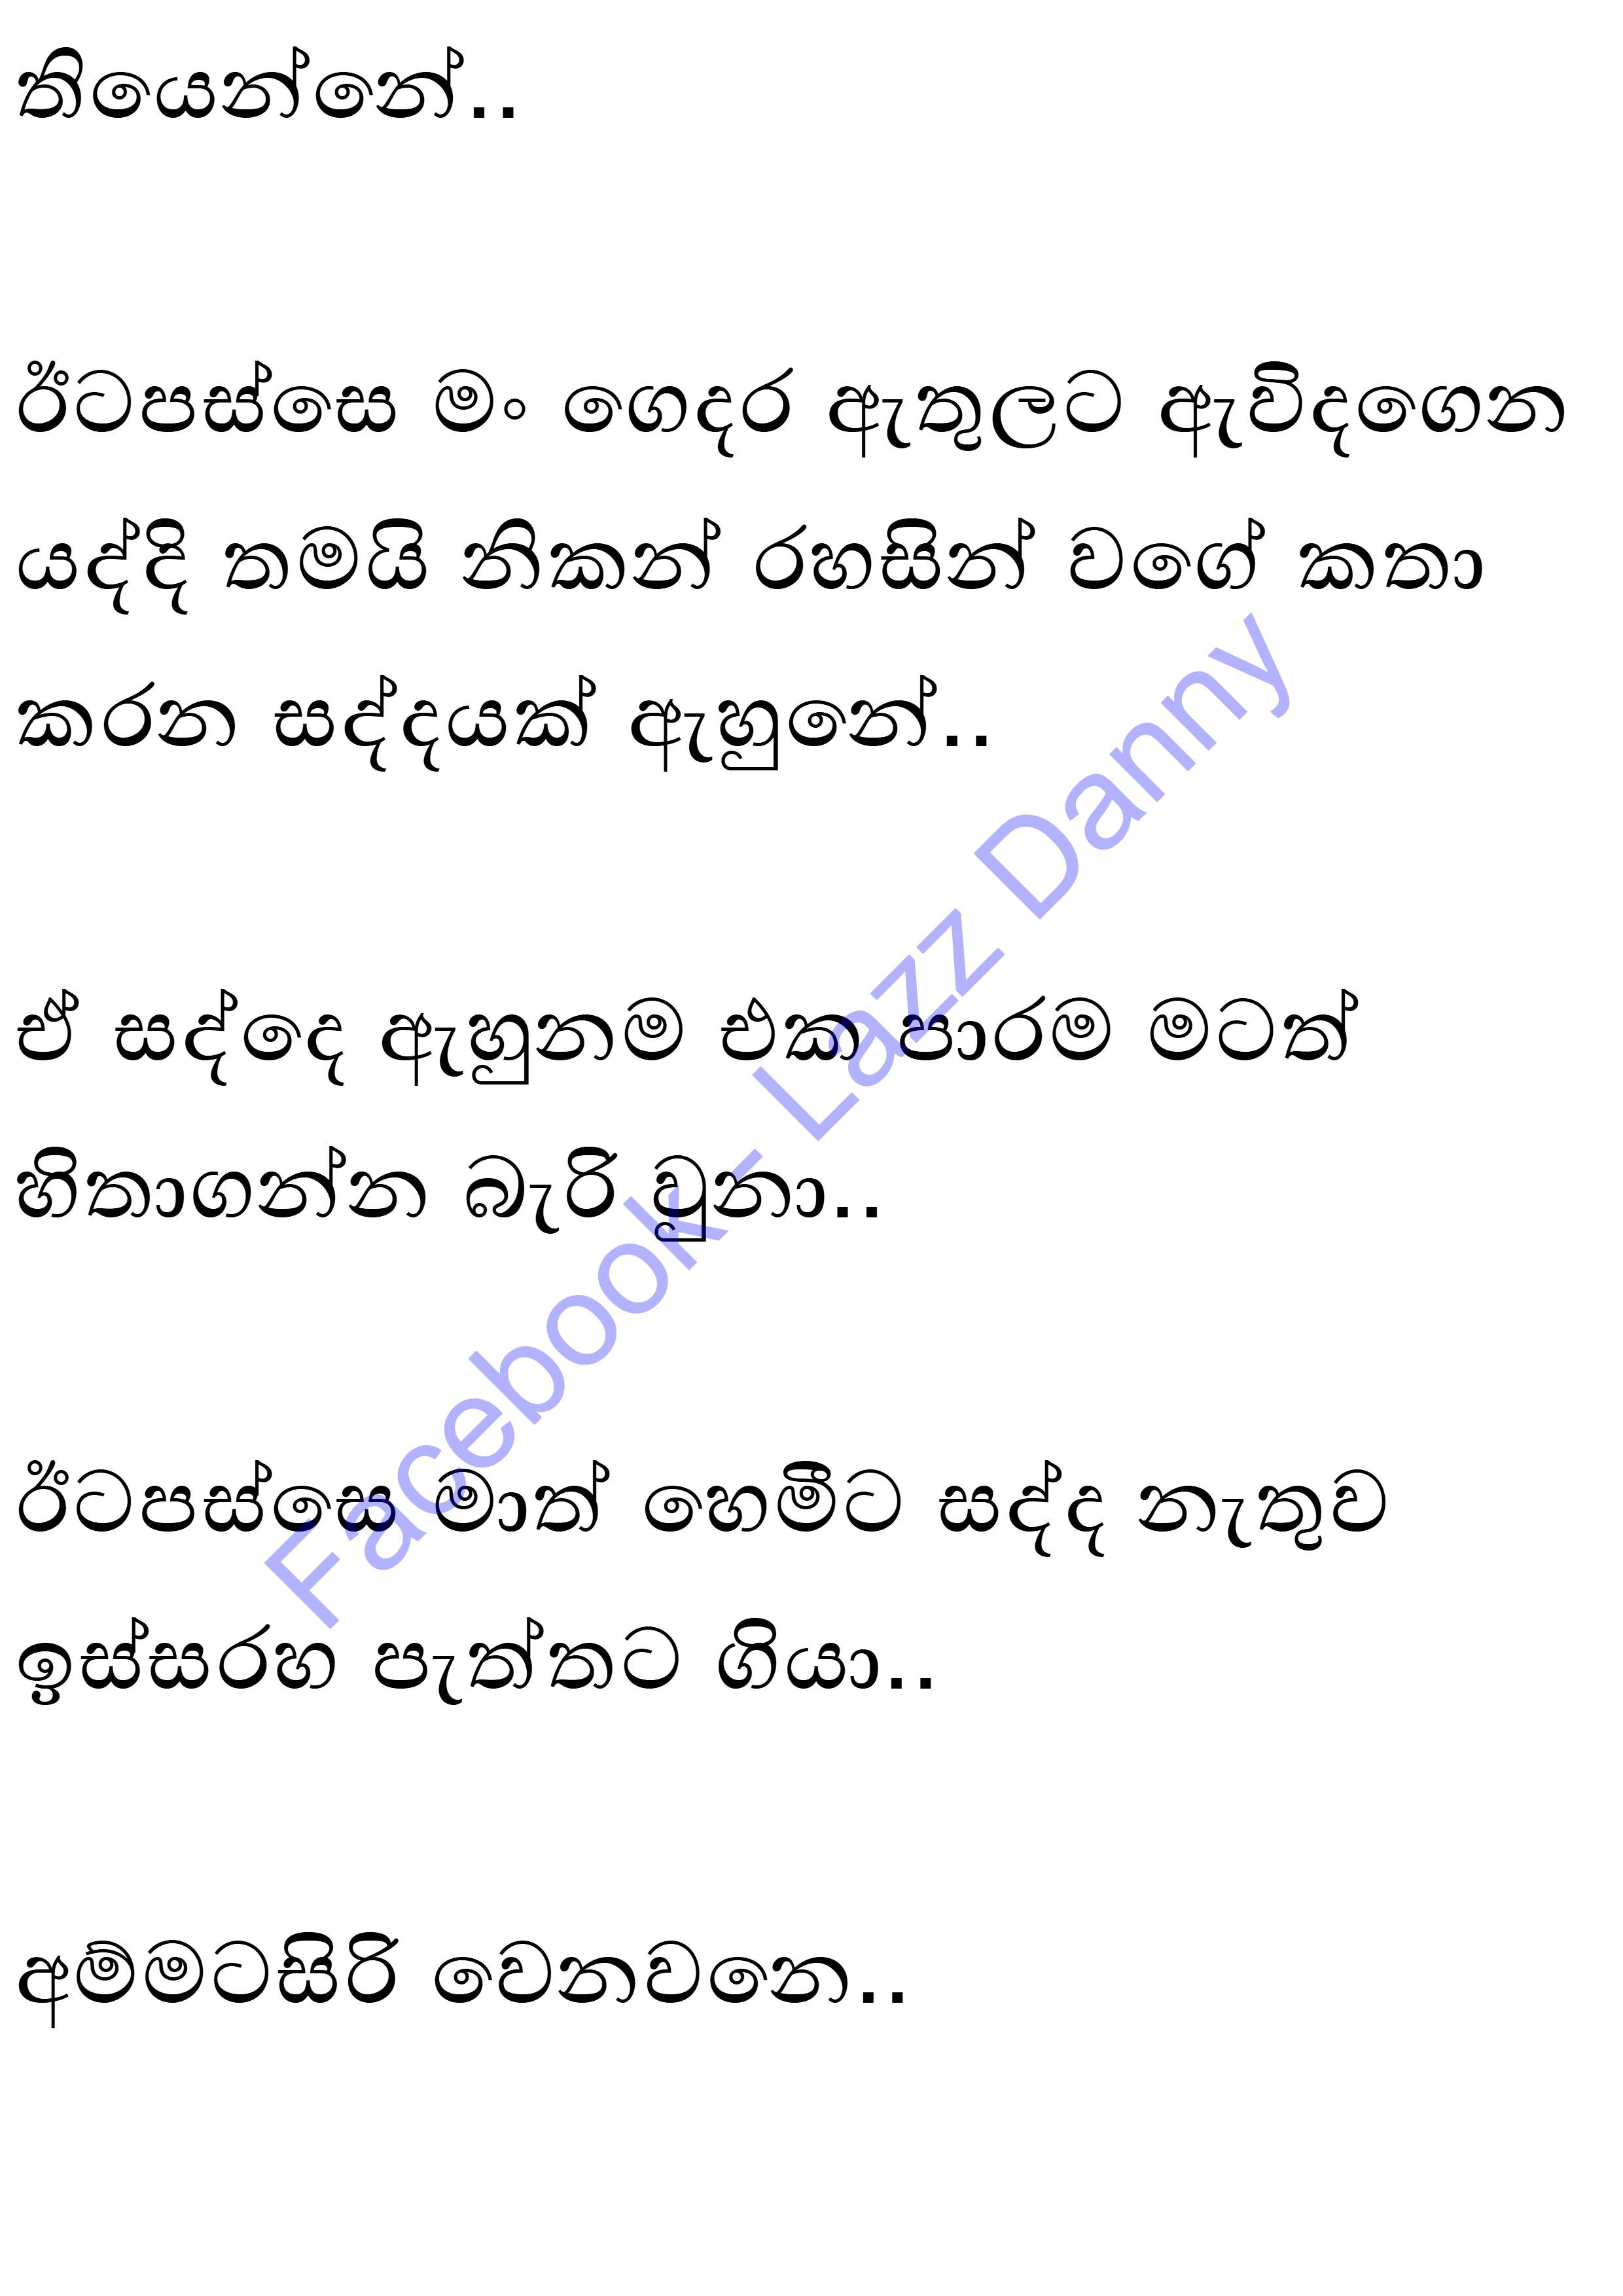 තියෙන්නේ..
ඊටපස්සෙ මං ගෙදර ඇතුලට ඇවිදගෙන
යද්දි තමයි නිකන් රහසින් වගේ කතා
කරන සද්දයක් ඇහුනේ..
ඒ සද්දෙ ඇහුනම එක පාරම මටත්
හිතාගන්න බැරි වුනා..
ඊටපස්සෙ මාත් හෙමීට සද්ද නැතුව
ඉස්සරහ පැත්තට ගියා..
අම්මටසිරි වෙනවනෙ..
Facebook - Lazz Danny